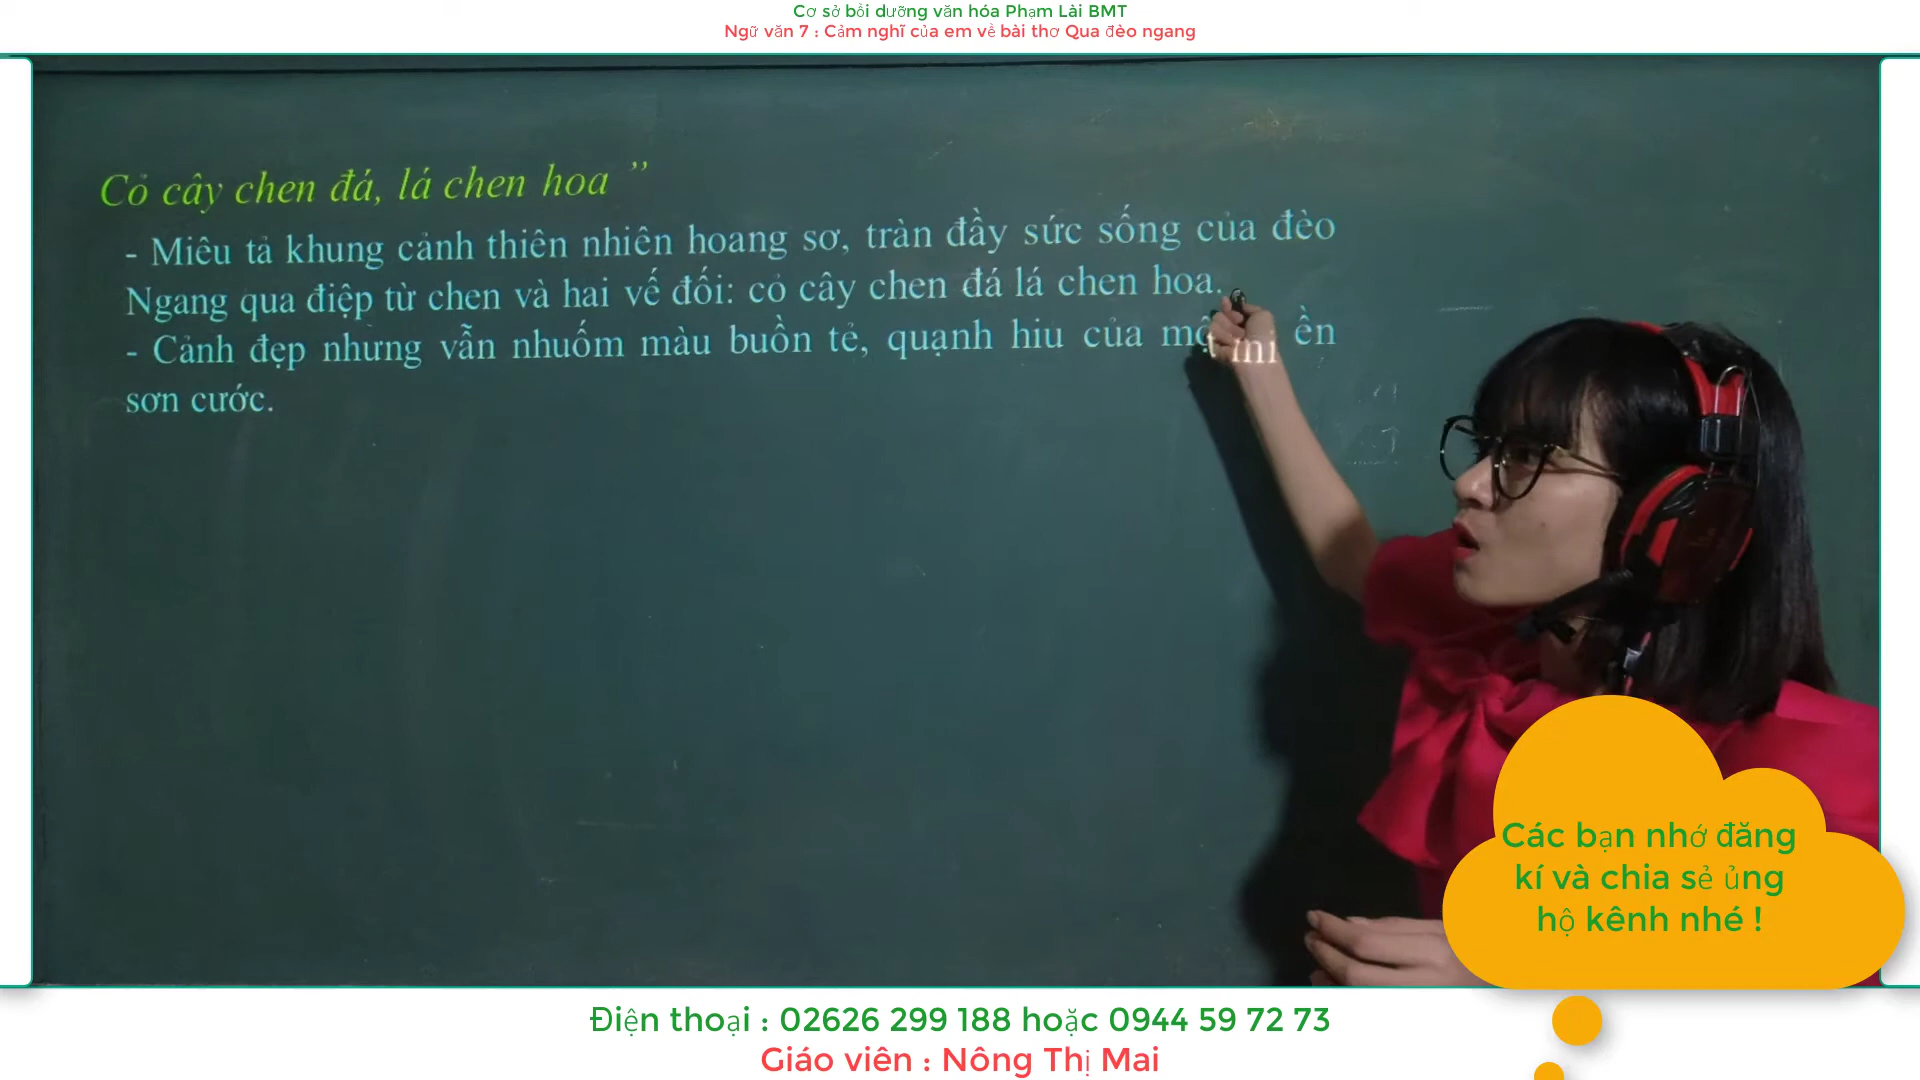 Cơ sở bồi dưỡng văn hóa Phạm Lài BMT
Ngữ văn 7 : Cảm nghĩ của em về bài thơ Qua đèo ngang
Cỏ cây chen đá, lá chen hoa ”
- Miêu tả khung cảnh thiên nhiên hoang sơ, tràn đầy sức sống của đèo
Ngang qua điệp từ chen và hai vế đối: cỏ cây chen đá lá chen hoa.
- Cảnh đẹp nhưng vẫn nhuốm màu buồn tẻ, quạnh hiu của một miền
sơn cước.
Các bạn nhớ đăng
kí và chia sẻ ủng
hộ kênh nhé !
Điện thoại : 02626 299 188 hoặc 0944 59 72 73
Giáo viên : Nông Thị Mai